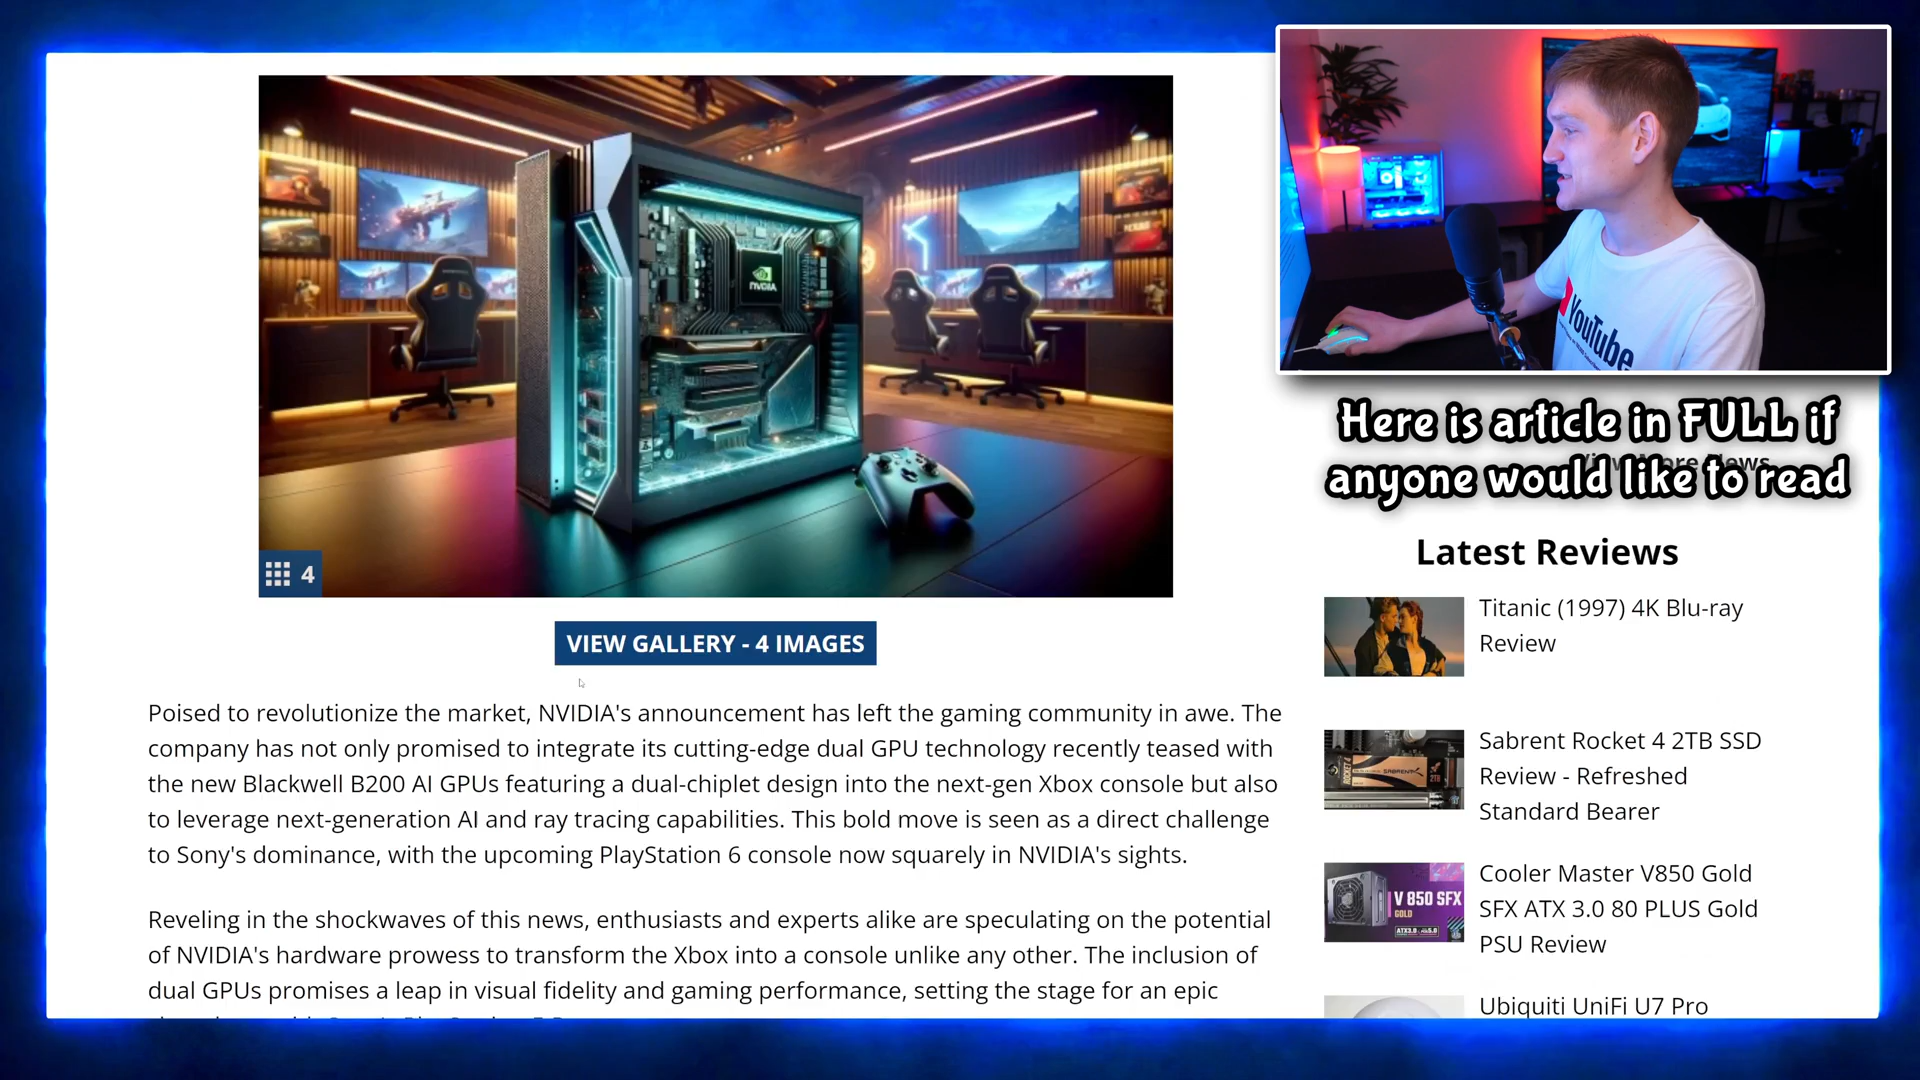 NVIDIA
4
VIEW GALLERY - 4 IMAGES
Poised to revolutionize the market, NVIDIA's announcement has left the gaming community in awe. The
company has not only promised to integrate its cutting-edge dual GPU technology recently teased with
the new Blackwell B200 AI GPUs featuring a dual-chiplet design into the next-gen Xbox console but also
to leverage next-generation AI and ray tracing capabilities. This bold move is seen as a direct challenge
to Sony's dominance, with the upcoming PlayStation 6 console now squarely in NVIDIA's sights.
Reveling in the shockwaves of this news, enthusiasts and experts alike are speculating on the potential
of NVIDIA's hardware prowess to transform the Xbox into a console unlike any other. The inclusion of
dual GPUs promises a leap in visual fidelity and gaming performance, setting the stage for an epic
YouTube
Here is article in FULL if
anyone would like to read
View More News
Latest Reviews
Titanic (1997) 4K Blu-ray
Review
Sabrent Rocket 4 2TB SSD
Review - Refreshed
Standard Bearer
Cooler Master V850 Gold
SFX ATX 3.0 80 PLUS Gold
PSU Review
V 850 SFX
GOLD
Ubiquiti UniFi U7 Pro